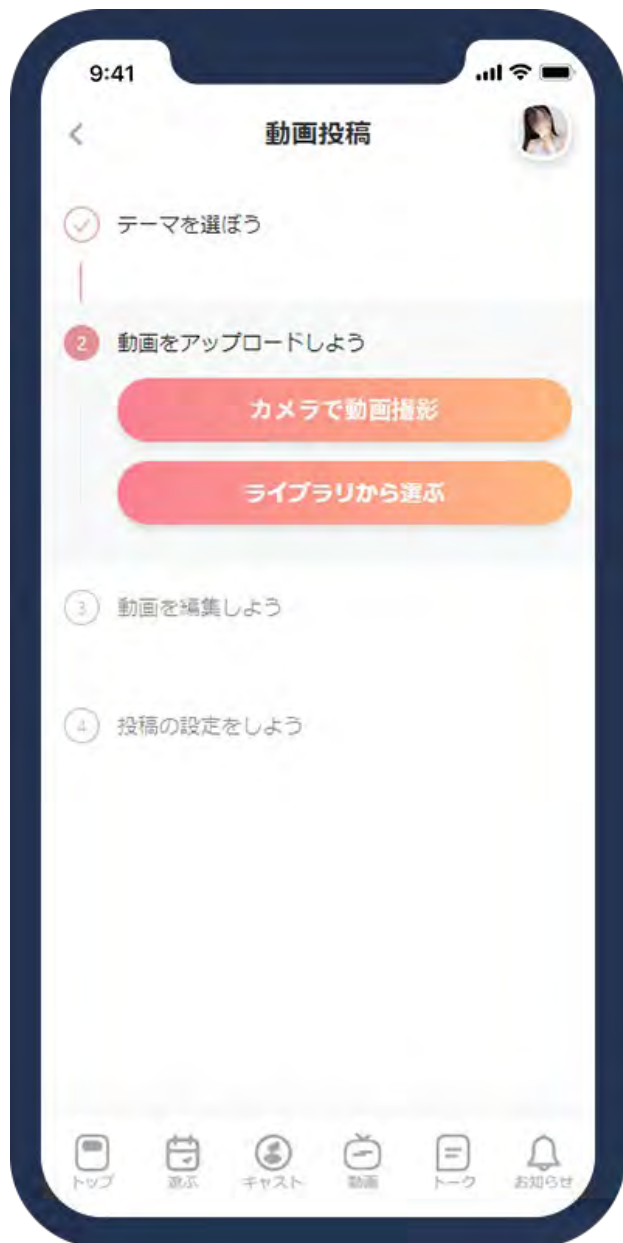 9:41
動画投稿
テーマを選ぼう
2 動画をアップロードしよう
カメラで動画撮影
ライブラリから選ぶ
3 動画を編集しよう
4 投稿の設定をしよう
トップ 遊ぶ キャスト 動画 トーク お知らせ